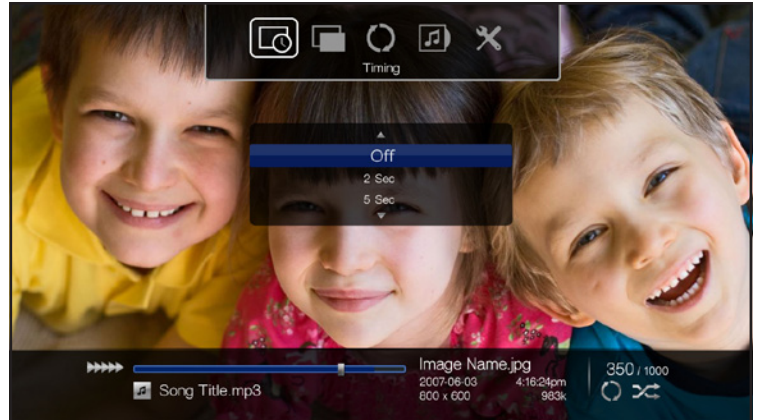 Timing
Off
2 Sec
5 Sec
Image Name.jpg
350 / 1000
2007-06-03 4:16:24pm
Song Title.mp3
800 x 600 983k